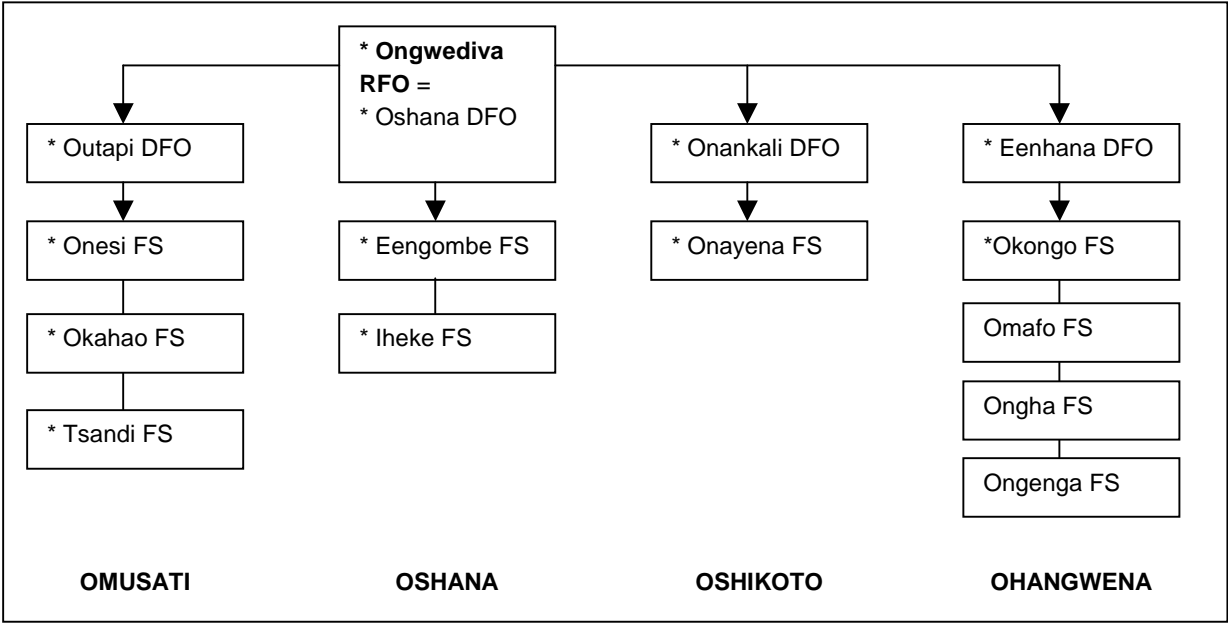 * Ongwediva
RFO =
* Oshana DFO
* Outapi DFO
* Onankali DFO
* Eenhana DFO
* Onesi FS
* Eengombe FS
* Onayena FS
*Okongo FS
* Okahao FS
* Iheke FS
Omafo FS
* Tsandi FS
Ongha FS
Ongenga FS
OMUSATI
OSHANA
OSHIKOTO
OHANGWENA